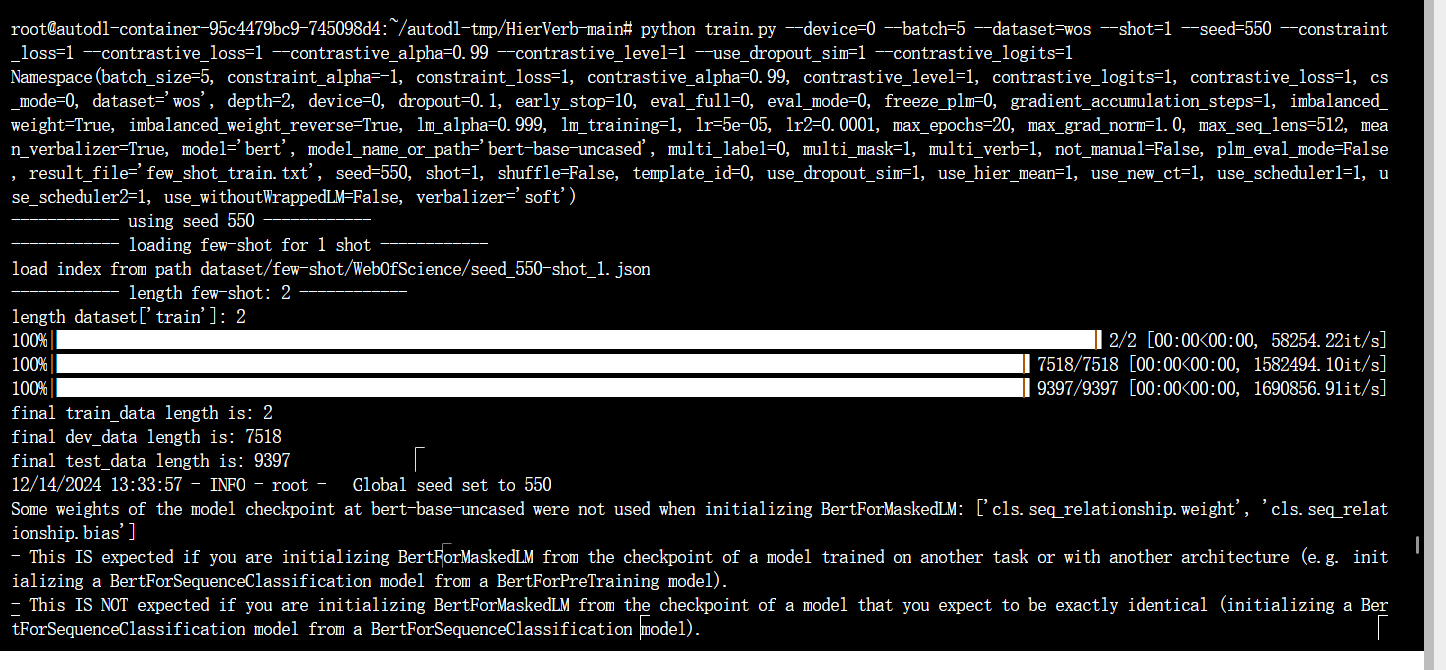 root@autodl-container-95c4479bc9-745098d4:~/autodl-tmp/HierVerb-main# python train.py --device=0 --batch=5 --dataset=wos --shot=1 --seed=550 --constraint
_loss=1 --contrastive_loss=1 --contrastive_alpha=0.99 --contrastive_level=1 --use_dropout_sim=1 --contrastive_logits=1
Namespace(batch_size=5, constraint_alpha=-1, constraint_loss=1, contrastive_alpha=0.99, contrastive_level=1, contrastive_logits=1, contrastive_loss=1, cs
_mode=0, dataset='wos', depth=2, device=0, dropout=0.1, early_stop=10, eval_full=0, eval_mode=0, freeze_plm=0, gradient_accumulation_steps=1, imbalanced_
weight=True, imbalanced_weight_reverse=True, lm_alpha=0.999, lm_training=1, lr=5e-05, lr2=0.0001, max_epochs=20, max_grad_norm=1.0, max_seq_lens=512, mea
n_verbalizer=True, model='bert', model_name_or_path='bert-base-uncased', multi_label=0, multi_mask=1, multi_verb=1, not_manual=False, plm_eval_mode=False
, result_file='few_shot_train.txt', seed=550, shot=1, shuffle=False, template_id=0, use_dropout_sim=1, use_hier_mean=1, use_new_ct=1, use_scheduler1=1, u
se_scheduler2=1, use_withoutWrappedLM=False, verbalizer='soft')
------------ using seed 550 ------------
------------ loading few-shot for 1 shot ------------
load index from path dataset/few-shot/WebOfScience/seed_550-shot_1.json
------------ length few-shot: 2 ------------
length dataset['train']: 2
100%| | 2/2 [00:00<00:00, 58254.22it/s]
100%| | 7518/7518 [00:00<00:00, 1582494.10it/s]
100%| | 9397/9397 [00:00<00:00, 1690856.91it/s]
final train_data length is: 2
final dev_data length is: 7518
final test_data length is: 9397
12/14/2024 13:33:57 - INFO - root -   Global seed set to 550
Some weights of the model checkpoint at bert-base-uncased were not used when initializing BertForMaskedLM: ['cls.seq_relationship.weight', 'cls.seq_relat
ionship.bias']
- This IS expected if you are initializing BertForMaskedLM from the checkpoint of a model trained on another task or with another architecture (e.g. init
ializing a BertForSequenceClassification model from a BertForPreTraining model).
- This IS NOT expected if you are initializing BertForMaskedLM from the checkpoint of a model that you expect to be exactly identical (initializing a Ber
tForSequenceClassification model from a BertForSequenceClassification model).